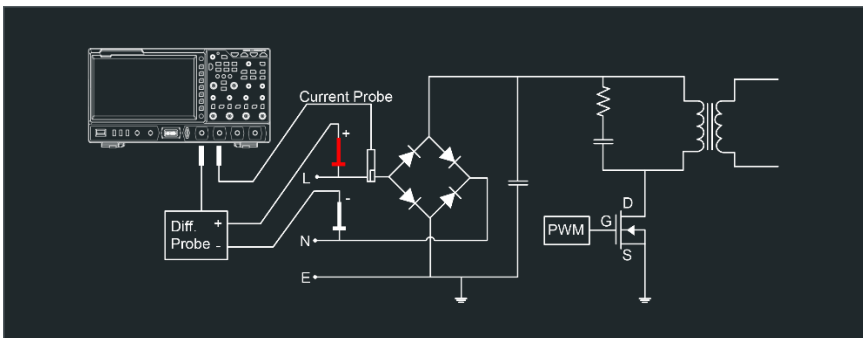 Current Probe
+
L
-
Diff. +
Probe -
N
E
D
PWM
G
S